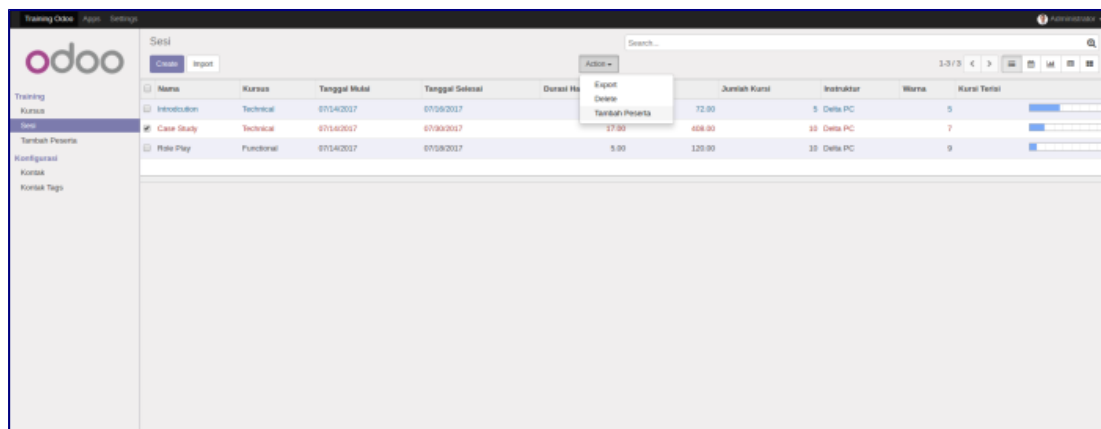 Training Odoo Apps Settings Administrator
odoo
Sesi
Search...
Create Import
Action
1-3 / 3
Export
Delete
Tambah Peserta
Training
Kursus
Sesi
Tambah Peserta
Konfigurasi
Kontak
Kontak Tags
Nama Kursus Tanggal Mulai Tanggal Selesai Durasi Jumlah Kursi Instruktur Warna Kursi Terisi
Introdcution Technical 07/14/2017 07/16/2017 72.00 5 Delta PC 5
Case Study Technical 07/14/2017 07/30/2017 17.00 408.00 10 Delta PC 7
Role Play Functional 07/14/2017 07/18/2017 5.00 120.00 10 Delta PC 9